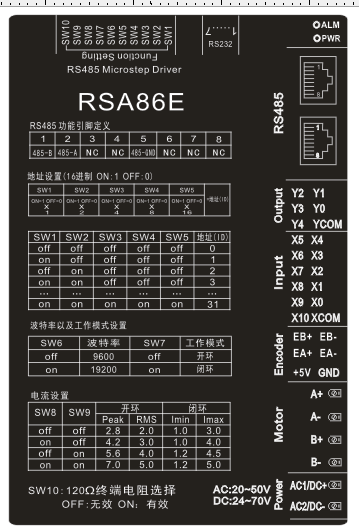 SW10 SW9 SW8 SW7 SW6 SW5 SW4 SW3 SW2 SW1
Function Setting
7.....1
RS232
ALM
PWR
RS485 Microstep Driver
RSA86E
RS485
8
1
1
8
RS485 功能引脚定义
1 2 3 4 5 6 7 8
485-B 485-A NC NC 485-GND NC NC NC
地址设置(16进制 ON:1 OFF:0)
SW1 SW2 SW3 SW4 SW5
ON=1 OFF=0 ON=1 OFF=0 ON=1 OFF=0 ON=1 OFF=0 ON=1 OFF=0 =地址(ID)
X X X X X
1 2 4 8 16
SW1 SW2 SW3 SW4 SW5 地址(ID)
off off off off off 0
on off off off off 1
off on off off off 2
on on off off off 3
... ... ... ... ... ...
on on on on on 31
波特率以及工作模式设置
SW6 波特率 SW7 工作模式
off 9600 off 开环
on 19200 on 闭环
电流设置
SW8 SW9 开环 闭环
Peak RMS Imin Imax
off off 2.8 2.0 1.0 3.0
on off 4.2 3.0 1.0 4.0
off on 5.6 4.0 1.2 4.5
on on 7.0 5.0 1.2 5.0
SW10: 120Ω终端电阻选择
OFF:无效 ON: 有效
AC:20~50V
DC:24~70V
Output
Y2 Y1
Y3 Y0
Y4 YCOM
Input
X5 X4
X6 X3
X7 X2
X8 X1
X9 X0
X10 XCOM
Encoder
EB+ EB-
EA+ EA-
+5V GND
Motor
A+
A-
B+
B-
Power
AC1/DC+
AC2/DC-